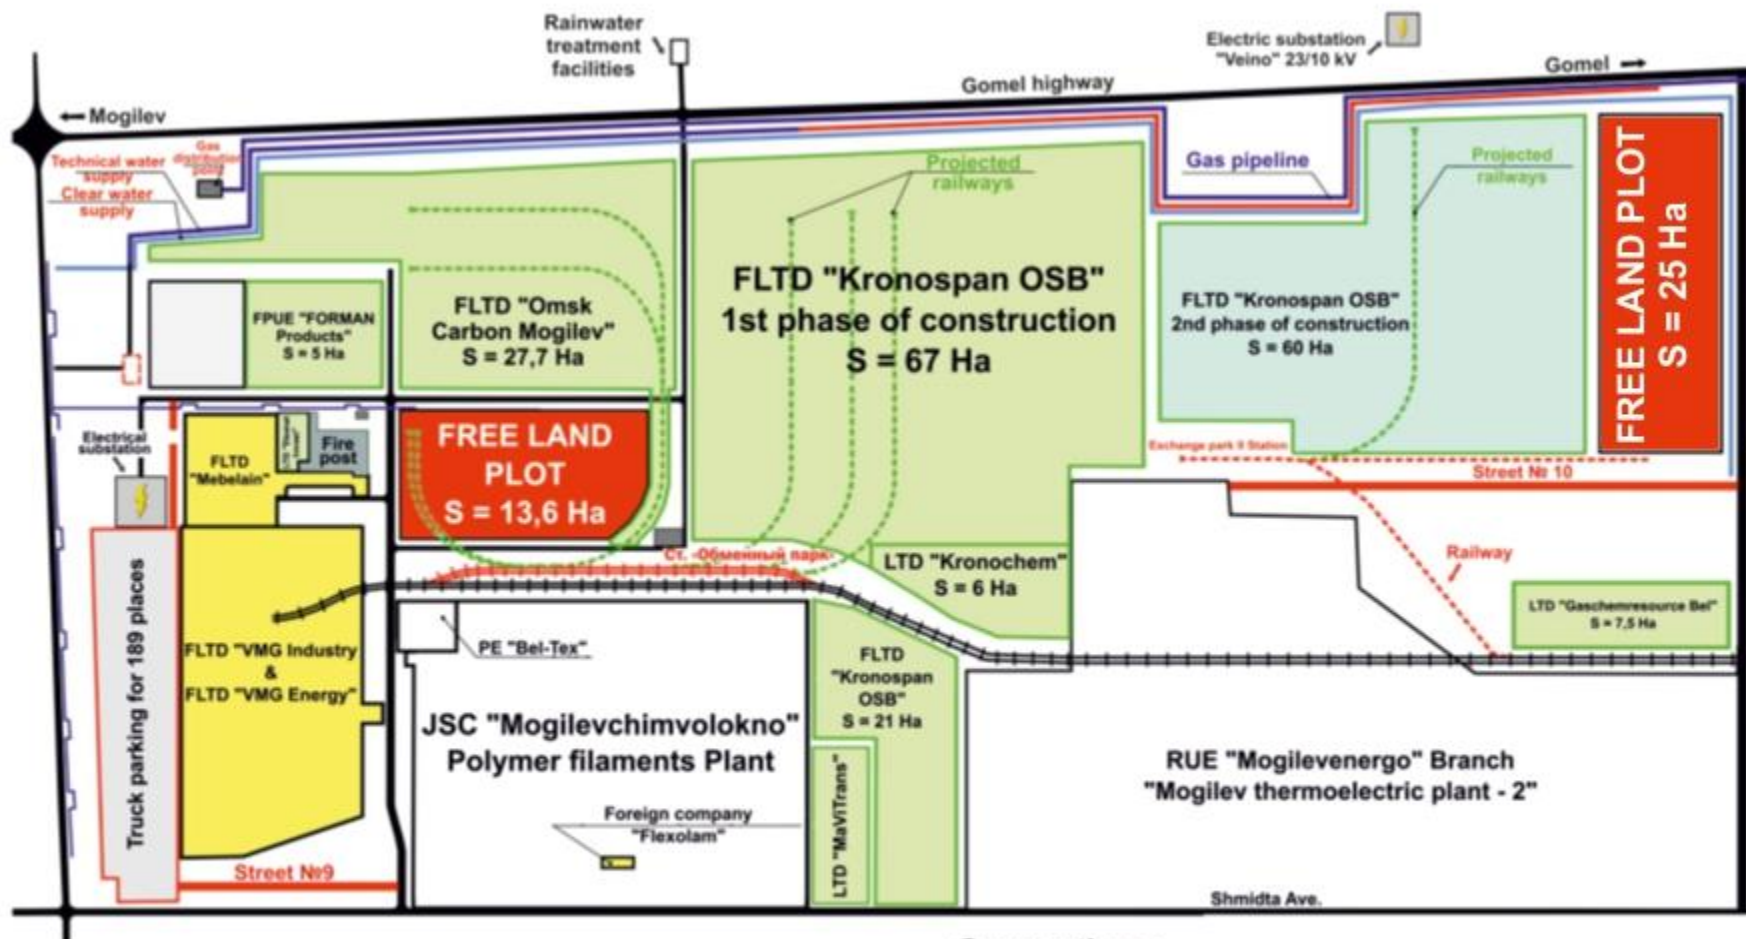 Rainwater
treatment
facilities
Electric substation
"Veino" 23/10 kV
Gomel
Gomel highway
Mogilev
Technical water
supply
Gas
distribution
point
Clear water
supply
Projected
railways
Gas pipeline
Projected
railways
FREE LAND PLOT
S = 25 Ha
FPUE "FORMAN
Products"
S = 5 Ha
FLTD "Omsk
Carbon Mogilev"
S = 27,7 Ha
FLTD "Kronospan OSB"
1st phase of construction
S = 67 Ha
FLTD "Kronospan OSB"
2nd phase of construction
S = 60 Ha
Electrical
substation
FLTD
"Mebelain"
Fire
post
FREE LAND
PLOT
S = 13,6 Ha
Exchange park II Station
Street № 10
Ст. -Обменный парк-
LTD "Kronochem"
S = 6 Ha
Railway
LTD "Gaschemresource Bel"
S = 7,5 Ha
Truck parking for 189 places
FLTD "VMG Industry
&
FLTD "VMG Energy"
PE "Bel-Tex"
FLTD
"Kronospan
OSB"
S = 21 Ha
JSC "Mogilevchimvolokno"
Polymer filaments Plant
RUE "Mogilevenergo" Branch
"Mogilev thermoelectric plant - 2"
Foreign company
"Flexolam"
LTD "MaViTrans"
Street №9
Shmidta Ave.